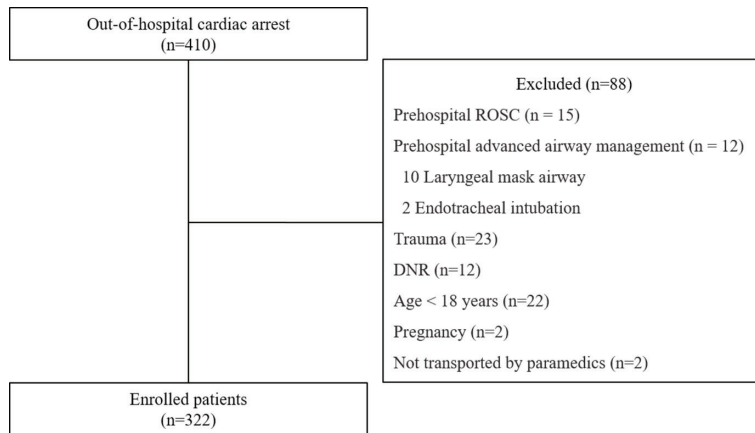 Out-of-hospital cardiac arrest
(n=410)
Excluded (n=88)
Prehospital ROSC (n = 15)
Prehospital advanced airway management (n = 12)
10 Laryngeal mask airway
2 Endotracheal intubation
Trauma (n=23)
DNR (n=12)
Age < 18 years (n=22)
Pregnancy (n=2)
Not transported by paramedics (n=2)
Enrolled patients
(n=322)